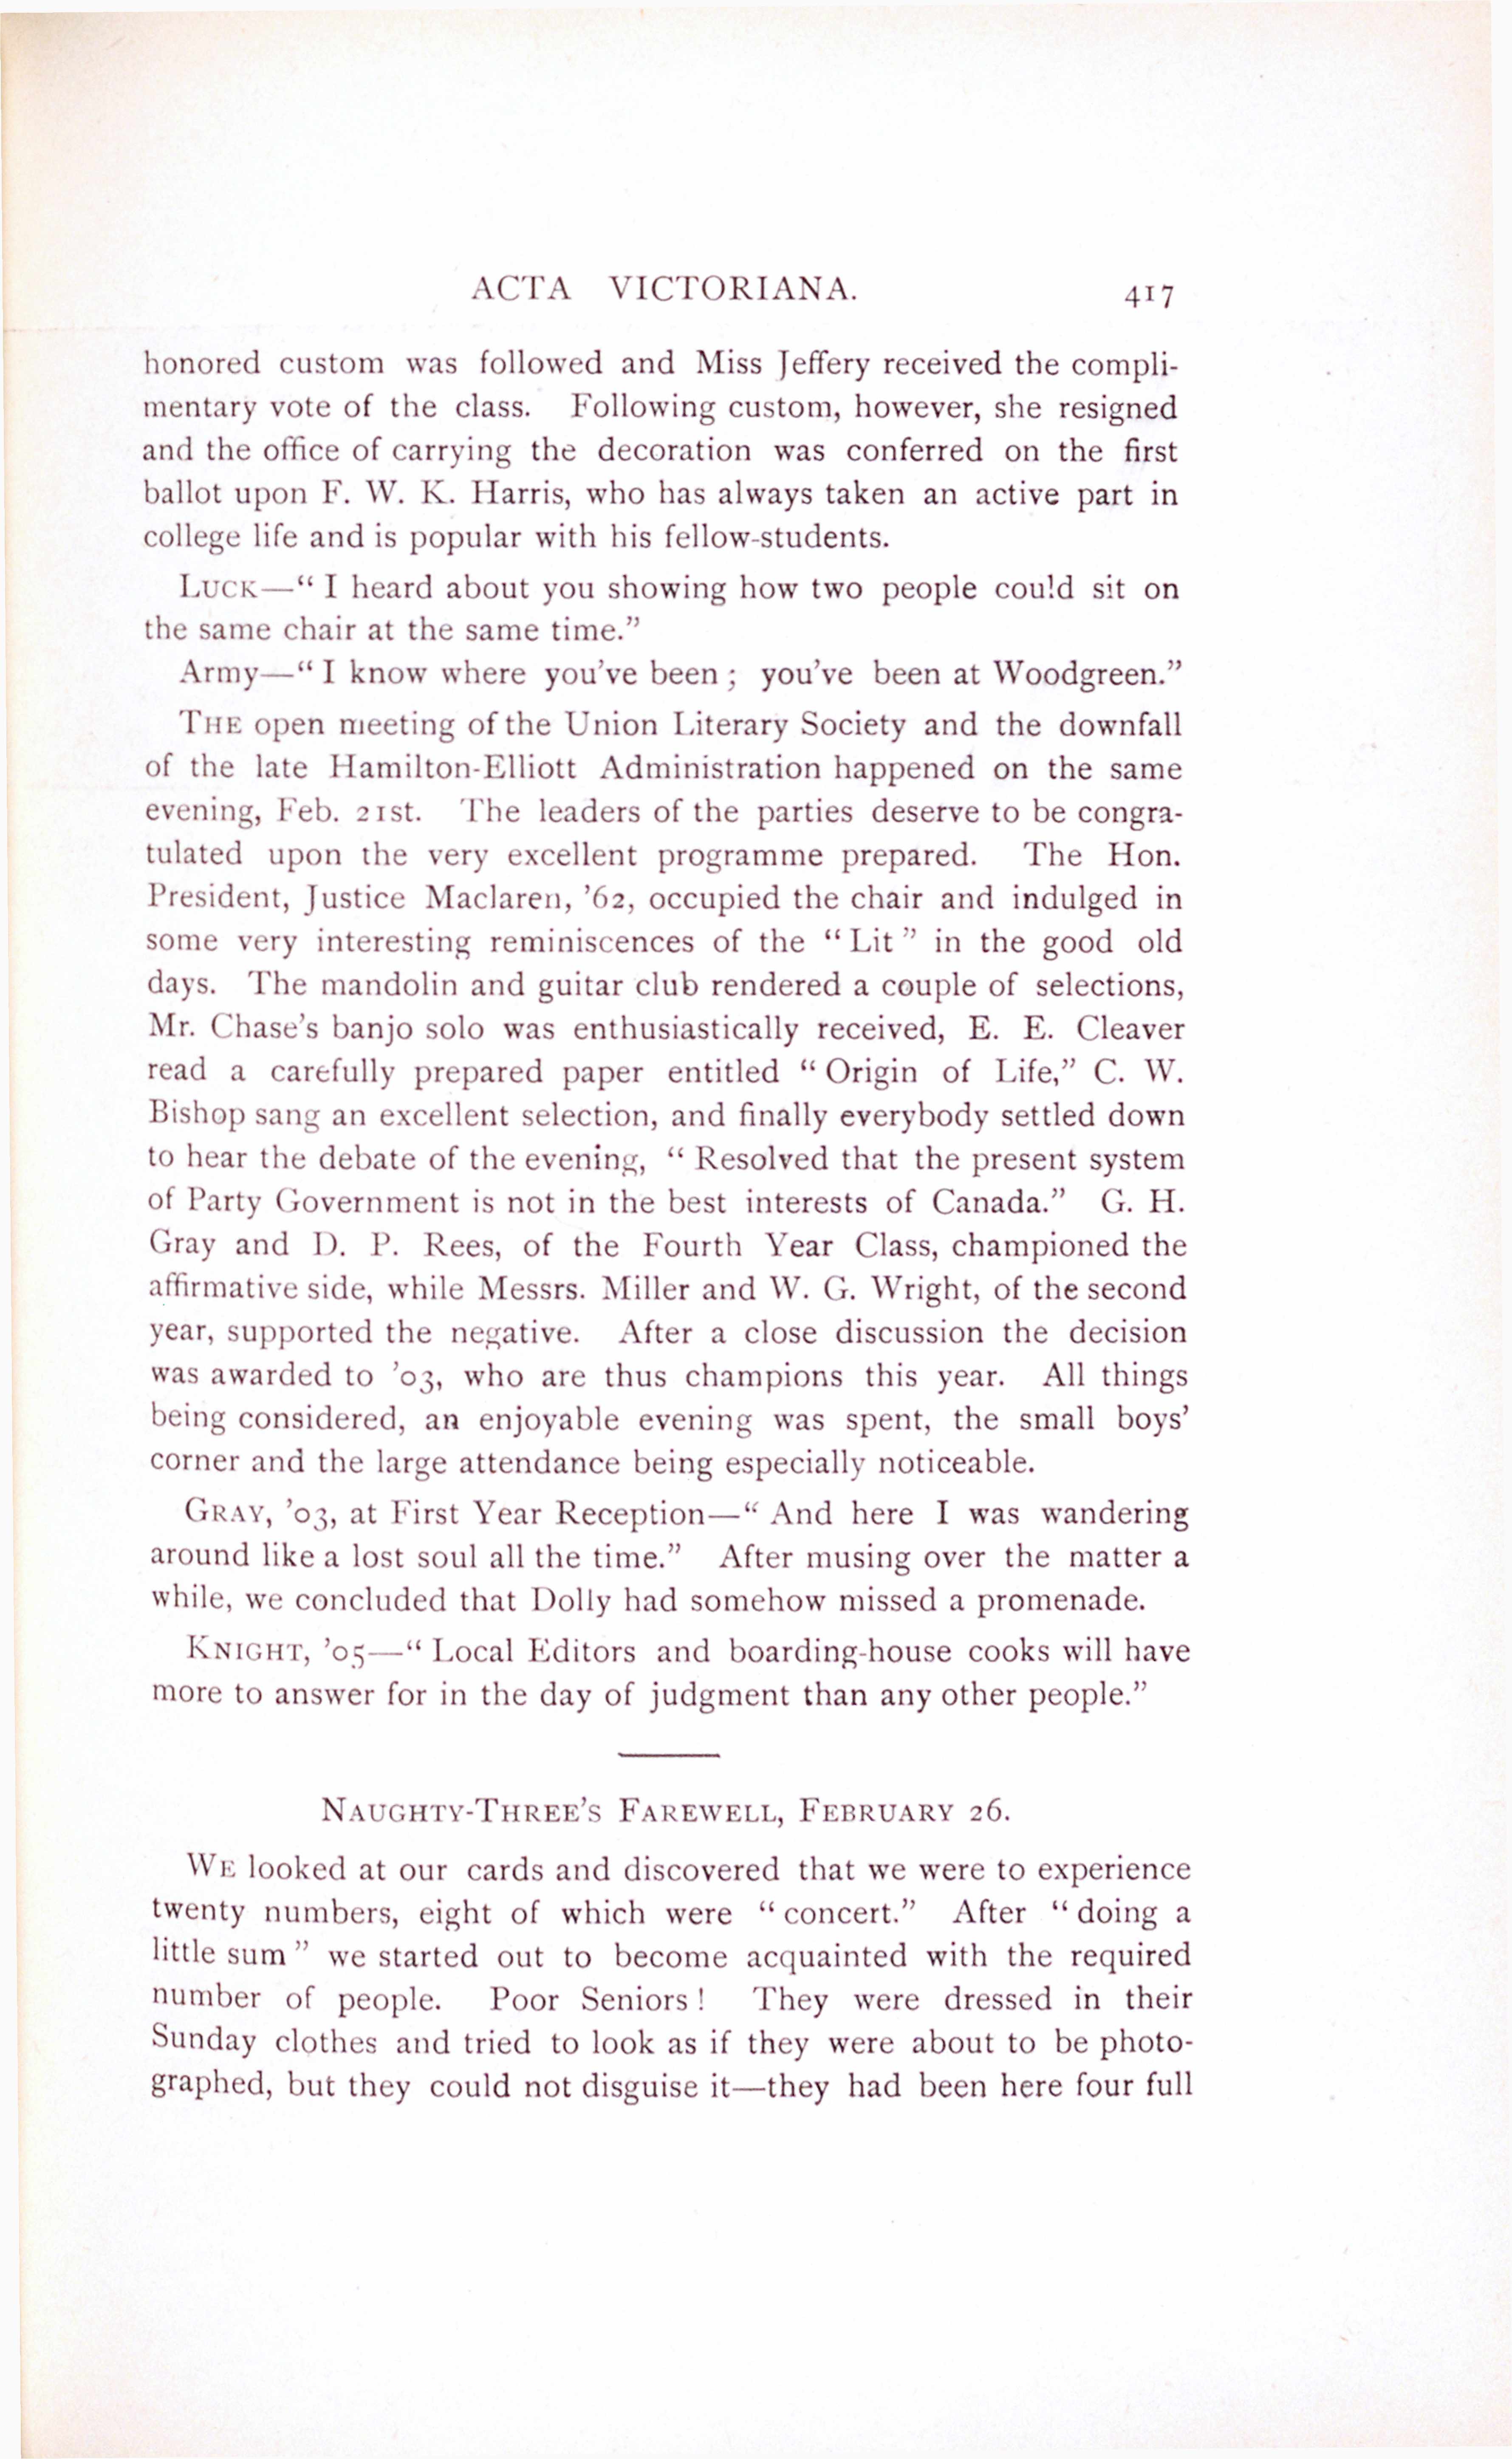 ACTA VICTORIANA. 417
honored custom was followed and Miss Jeffery received the compli-
mentary vote of the class. Following custom, however, she resigned
and the office of carrying the decoration was conferred on the first
ballot upon F. W. K. Harris, who has always taken an active part in
college life and is popular with his fellow-students.
LUCK—“ I heard about you showing how two people could sit on
the same chair at the same time.”
Army—“ I know where you’ve been ; you’ve been at Woodgreen.”
THE open meeting of the Union Literary Society and the downfall
of the late Hamilton-Elliott Administration happened on the same
evening, Feb. 21st. The leaders of the parties deserve to be congra-
tulated upon the very excellent programme prepared. The Hon.
President, Justice Maclaren, ’62, occupied the chair and indulged in
some very interesting reminiscences of the “ Lit ” in the good old
days. The mandolin and guitar club rendered a couple of selections,
Mr. Chase’s banjo solo was enthusiastically received, E. E. Cleaver
read a carefully prepared paper entitled “ Origin of Life,” C. W.
Bishop sang an excellent selection, and finally everybody settled down
to hear the debate of the evening, “ Resolved that the present system
of Party Government is not in the best interests of Canada.” G. H.
Gray and D. P. Rees, of the Fourth Year Class, championed the
affirmative side, while Messrs. Miller and W. G. Wright, of the second
year, supported the negative. After a close discussion the decision
was awarded to ’03, who are thus champions this year. All things
being considered, an enjoyable evening was spent, the small boys’
corner and the large attendance being especially noticeable.
GRAY, ’03, at First Year Reception—“ And here I was wandering
around like a lost soul all the time.” After musing over the matter a
while, we concluded that Dolly had somehow missed a promenade.
KNIGHT, ’05—“ Local Editors and boarding-house cooks will have
more to answer for in the day of judgment than any other people.”
NAUGHTY-THREE’S FAREWELL, FEBRUARY 26.
WE looked at our cards and discovered that we were to experience
twenty numbers, eight of which were “ concert.” After “ doing a
little sum ” we started out to become acquainted with the required
number of people. Poor Seniors ! They were dressed in their
Sunday clothes and tried to look as if they were about to be photo-
graphed, but they could not disguise it—they had been here four full